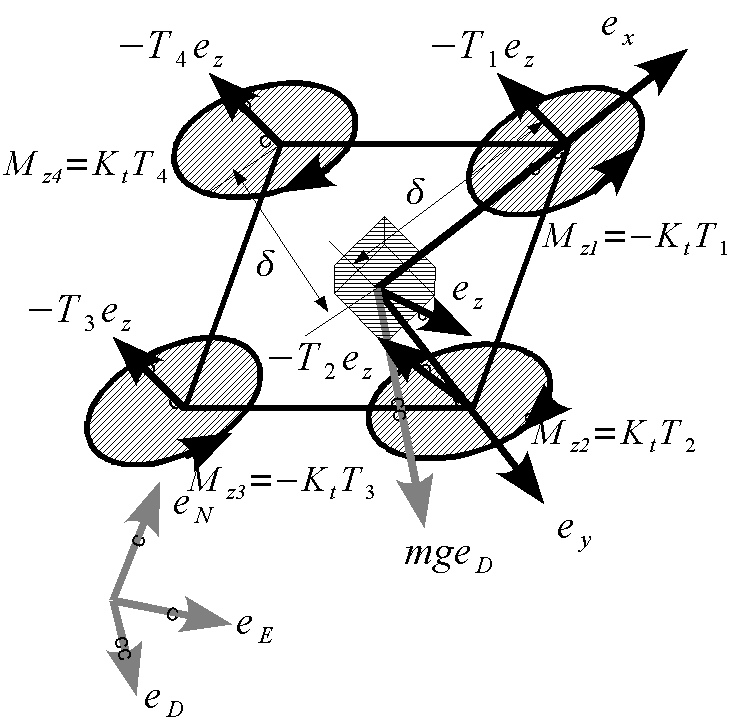 e_x
−T_4 e_z
−T_1 e_z
M_z4=K_t T_4
δ
M_z1=−K_t T_1
δ
e_z
−T_3 e_z
−T_2 e_z
M_z2=K_t T_2
M_z3=−K_t T_3
e_N
e_y
mge_D
e_E
e_D